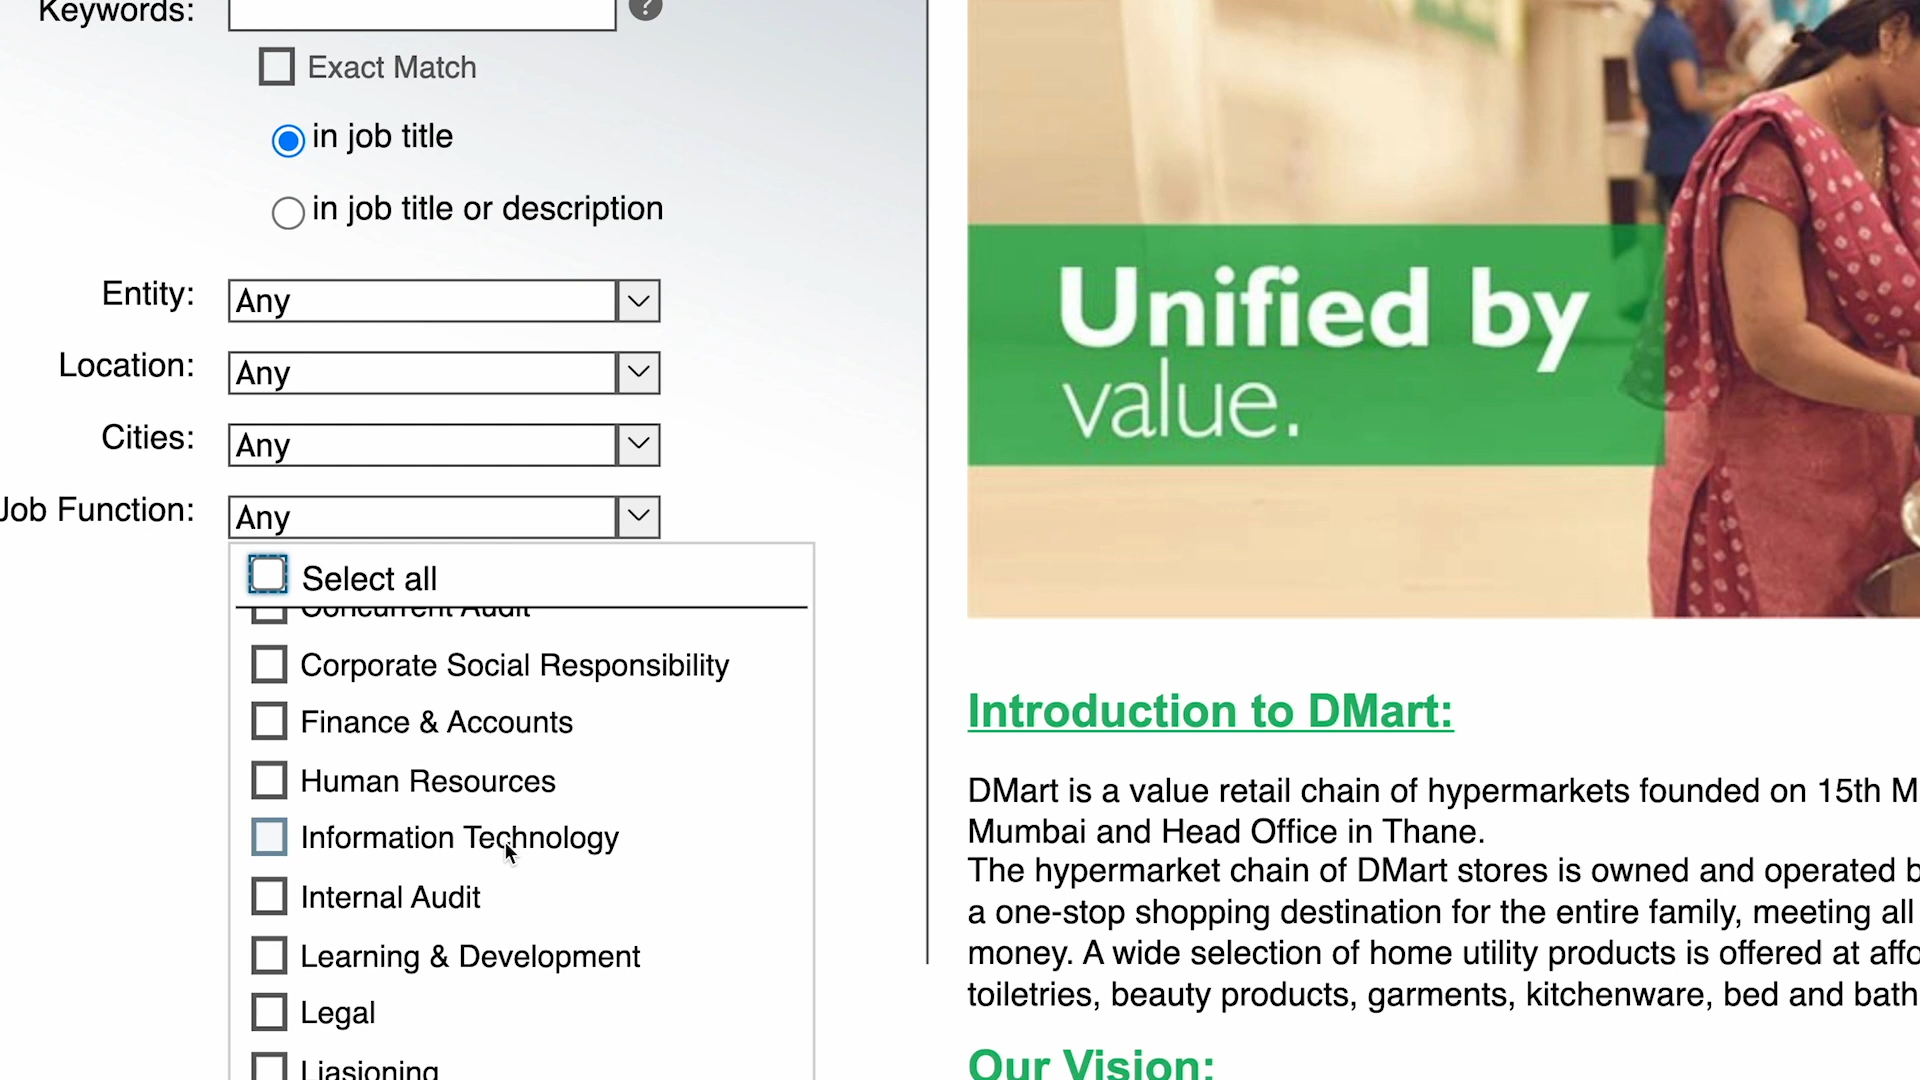 Keywords:
?
Exact Match
in job title
in job title or description
Entity:
Any
Location:
Any
Cities:
Any
Job Function:
Any
Select all
Concurrent Audit
Corporate Social Responsibility
Finance & Accounts
Human Resources
Information Technology
Internal Audit
Learning & Development
Legal
Liasioning
Unified by
value.
Introduction to DMart:
DMart is a value retail chain of hypermarkets founded on 15th M
Mumbai and Head Office in Thane.
The hypermarket chain of DMart stores is owned and operated b
a one-stop shopping destination for the entire family, meeting all
money. A wide selection of home utility products is offered at affo
toiletries, beauty products, garments, kitchenware, bed and bath
Our Vision: